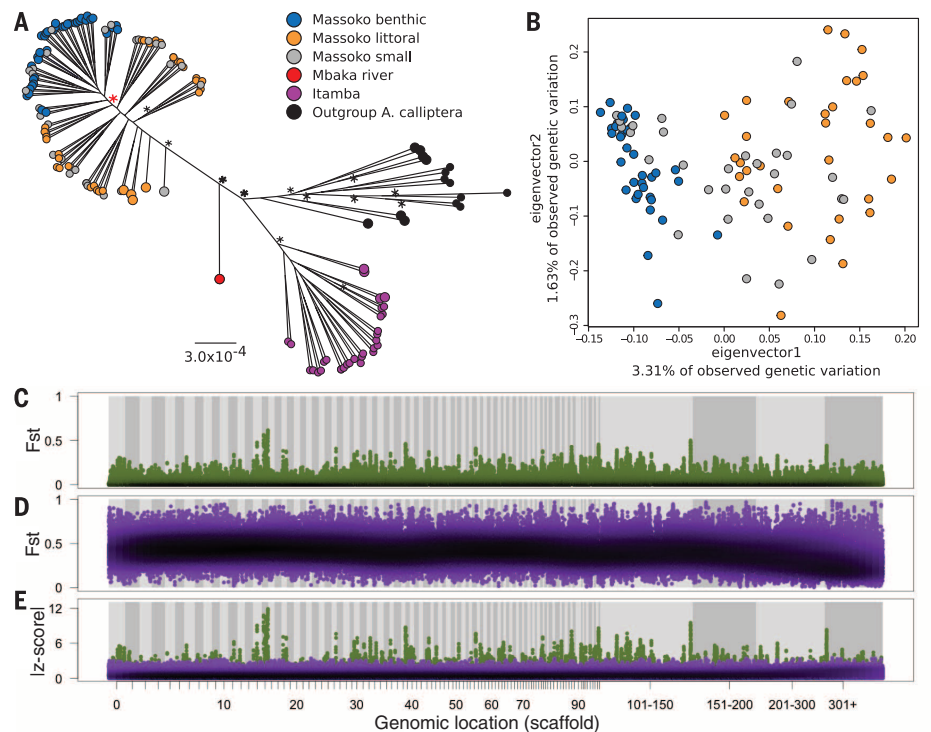 A
Massoko benthic
Massoko littoral
Massoko small
Mbaka river
Itamba
Outgroup A. calliptera
*
*
*
*
*
*
*
*
*
*
*
*
*
3.0x10⁻⁴
B
eigenvector2
1.63% of observed genetic variation
0.2
0.1
0.0
−0.1
−0.2
−0.3
−0.15
−0.10
−0.05
0.00
0.05
0.10
0.15
0.20
eigenvector1
3.31% of observed genetic variation
C
Fst
1
0.5
0
D
Fst
1
0.5
0
E
|z-score|
12
6
0
0
10
20
30
40
50
60
70
90
101-150
151-200
201-300
301+
Genomic location (scaffold)